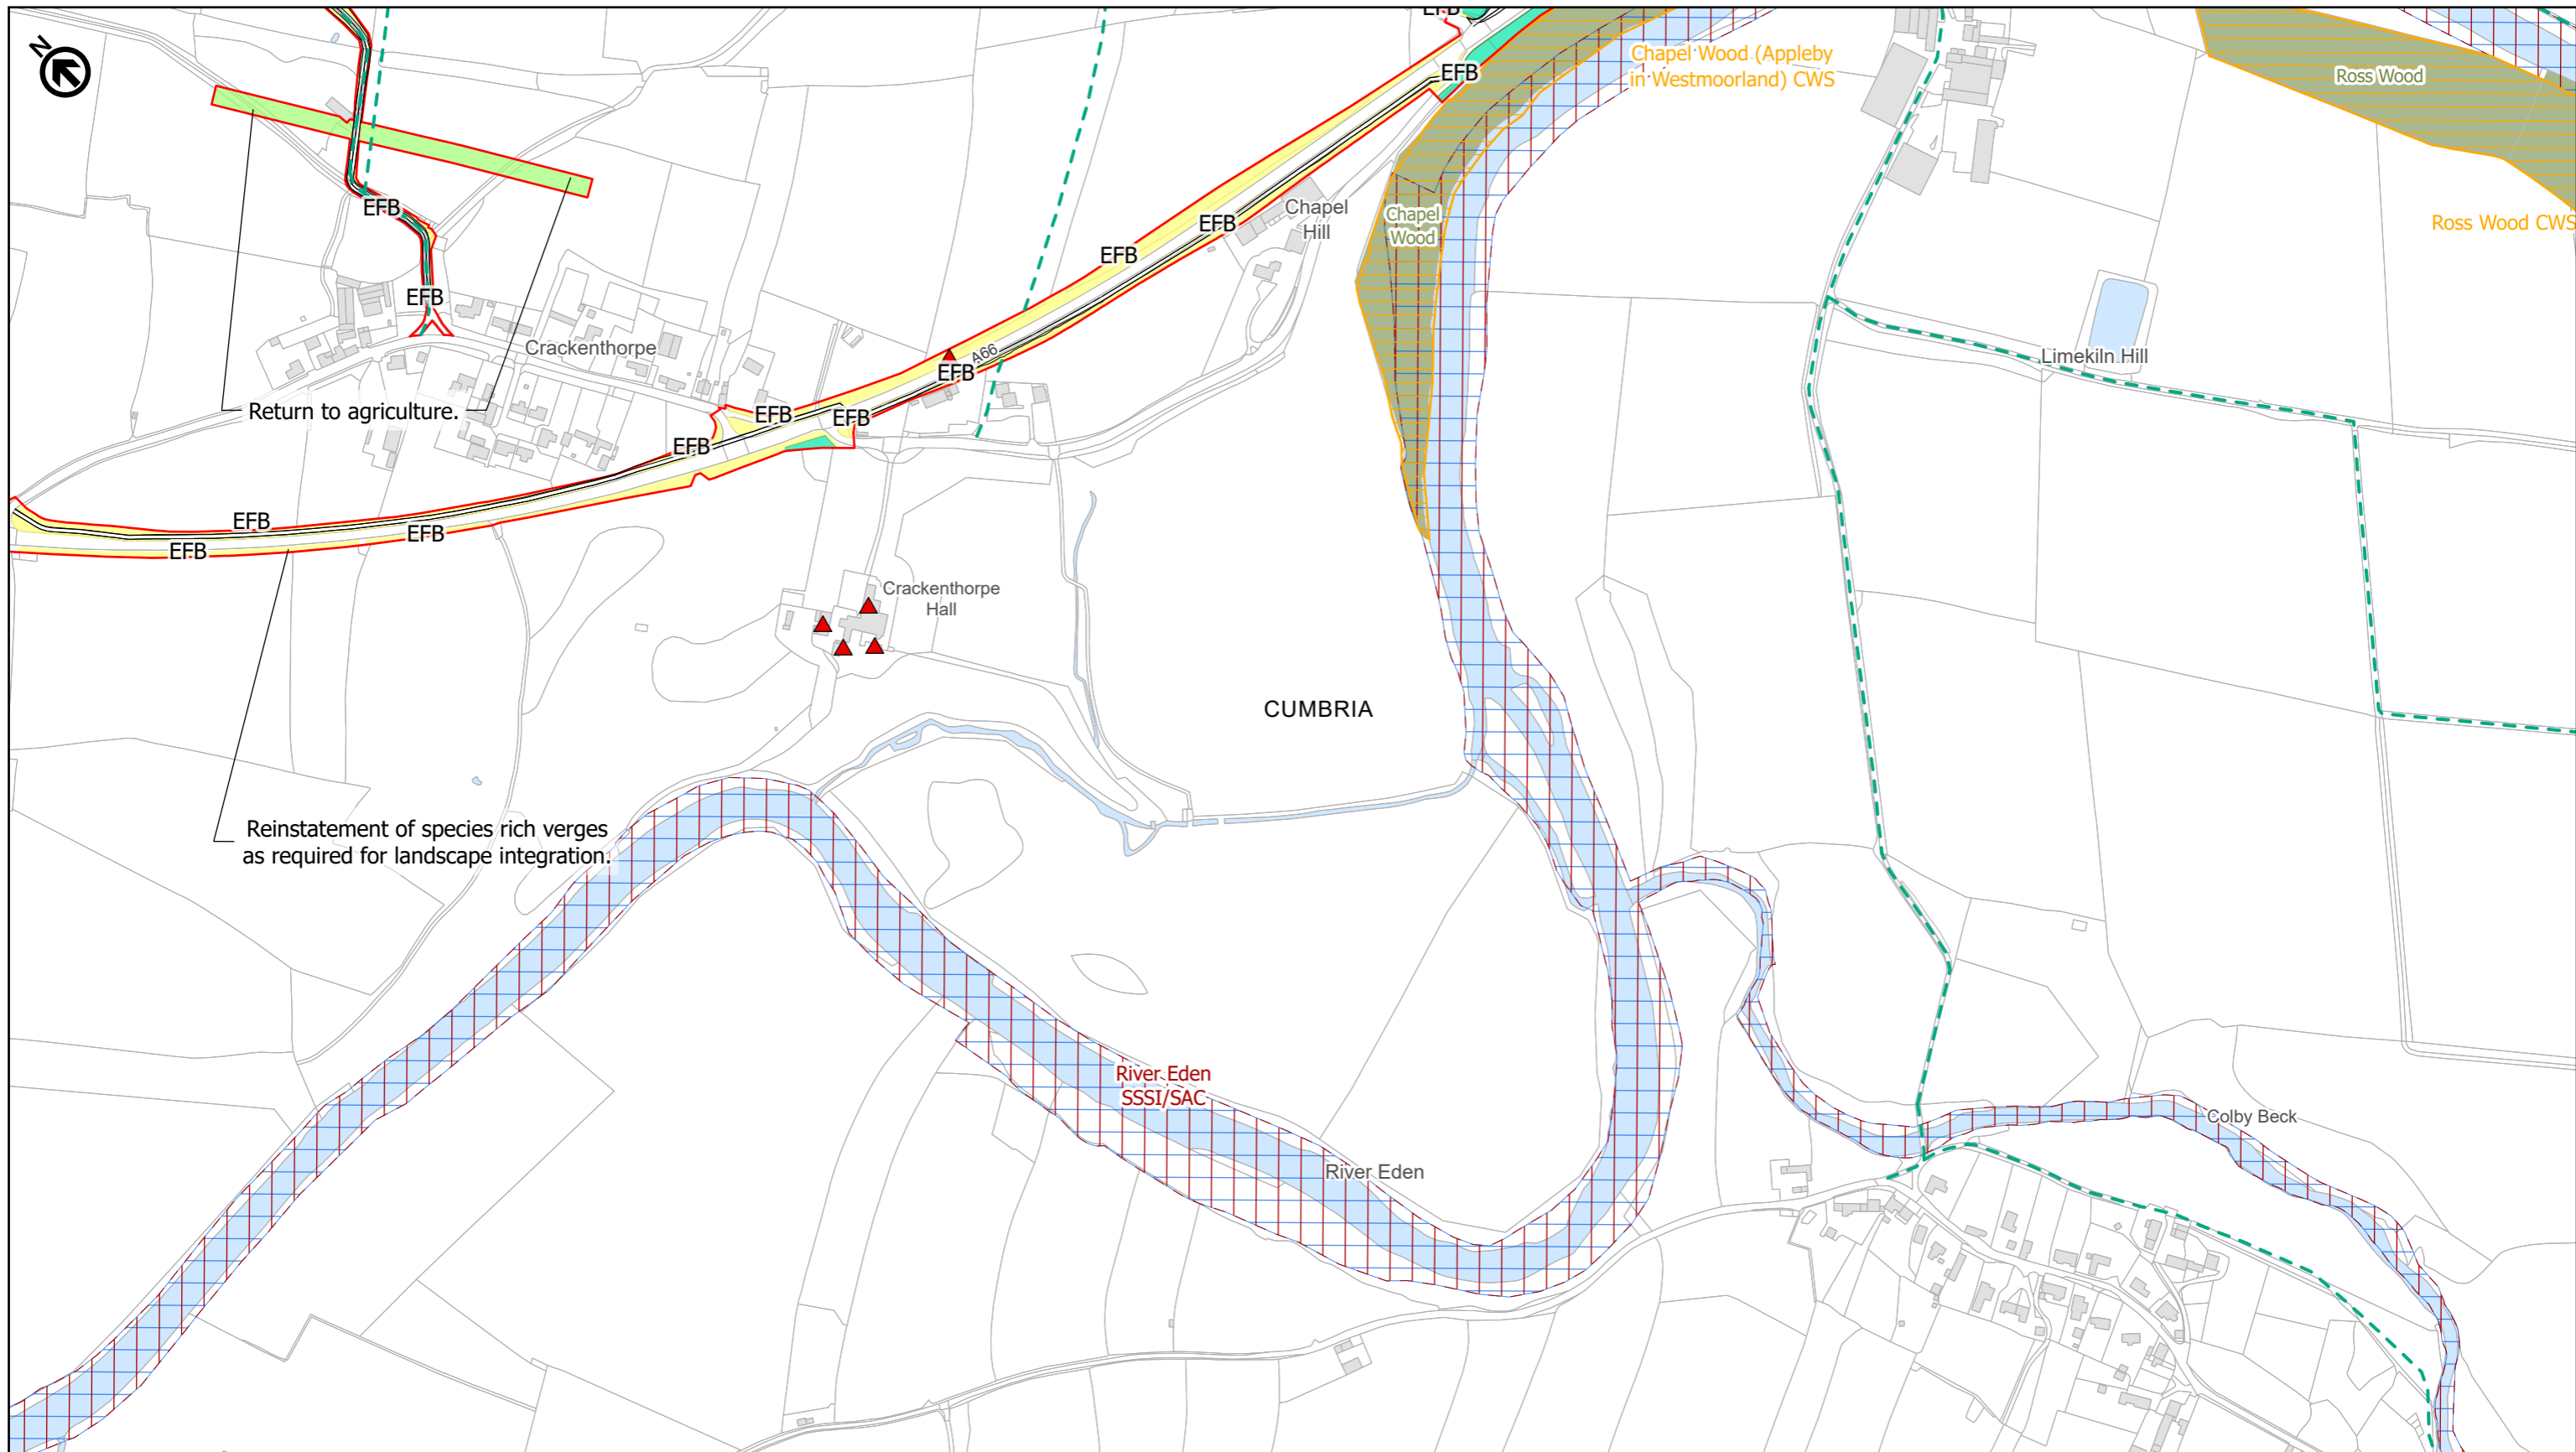 N
EFB
EFB
Chapel Wood (Appleby
in Westmoorland) CWS
Ross Wood
EFB
EFB
EFB
Chapel
Hill
Chapel
Wood
Ross Wood CWS
EFB
Crackenthorpe
A66
EFB
Limekiln Hill
Return to agriculture.
EFB
EFB
EFB
EFB
EFB
EFB
Crackenthorpe
Hall
CUMBRIA
Reinstatement of species rich verges
as required for landscape integration.
River Eden
SSSI/SAC
Colby Beck
River Eden